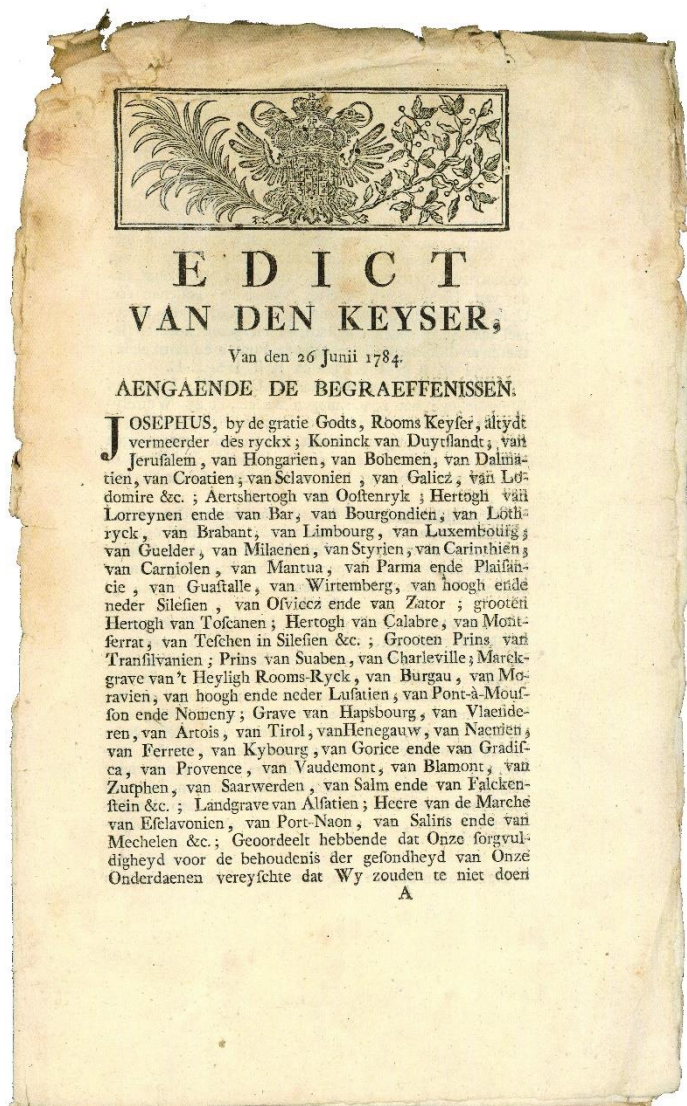 EDICT
VAN DEN KEYSER,
Van den 26 Junii 1784.
AENGAENDE DE BEGRAEFFENISSEN.
JOSEPHUS, by de gratie Godts, Rooms Keyſer, altydt
vermeerder des ryckx; Koninck van Duytſlandt, van
Jeruſalem, van Hongarien, van Bohemen, van Dalma-
tien, van Croatien, van Sclavonien, van Galicz, van Lo-
domire &c. ; Aertshertogh van Ooſtenryk ; Hertogh van
Lorreynen ende van Bar, van Bourgondien, van Loth-
ryck, van Brabant, van Limbourg, van Luxembourg,
van Guelder, van Milaenen, van Styrien, van Carinthien,
van Carniolen, van Mantua, van Parma ende Plaiſan-
cie, van Guaſtalle, van Wirtemberg, van hoogh ende
neder Sileſien, van Oſviecz ende van Zator ; grooten
Hertogh van Toſcanen ; Hertogh van Calabre, van Mont-
ferrat, van Teſchen in Sileſien &c. ; Grooten Prins van
Tranſilvanien ; Prins van Suaben, van Charleville ; Marck-
grave van 't Heyligh Rooms-Ryck, van Burgau, van Mo-
ravien, van hoogh ende neder Luſatien, van Pont-à-Mouſ-
ſon ende Nomeny ; Grave van Hapsbourg, van Vlaende-
ren, van Artois, van Tirol, van Henegauw, van Naemen,
van Ferrete, van Kybourg, van Gorice ende van Gradiſ-
ca, van Provence, van Vaudemont, van Blamont, van
Zutphen, van Saarwerden, van Salm ende van Falcken-
ſtein &c. ; Landgrave van Alſatien ; Heere van de Marche
van Eſclavonien, van Port-Naon, van Salins ende van
Mechelen &c. ; Geoordeelt hebbende dat Onze ſorgvul-
digheyd voor de behoudenis der geſondheyd van Onze
Onderdaenen vereyſchte dat Wy zouden te niet doen
A